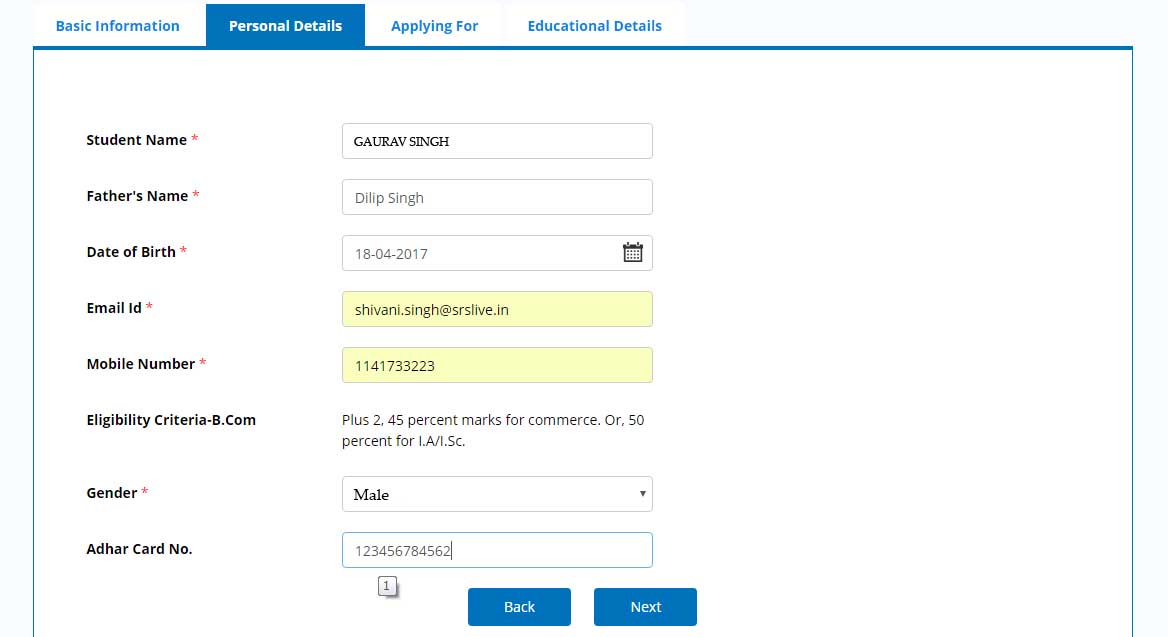 Basic Information Personal Details Applying For Educational Details
Student Name * GAURAV SINGH
Father's Name * Dilip Singh
Date of Birth * 18-04-2017
Email Id * shivani.singh@srslive.in
Mobile Number * 1141733223
Eligibility Criteria-B.Com Plus 2, 45 percent marks for commerce. Or, 50
percent for I.A/I.Sc.
Gender * Male
Adhar Card No. 123456784562
1
Back Next